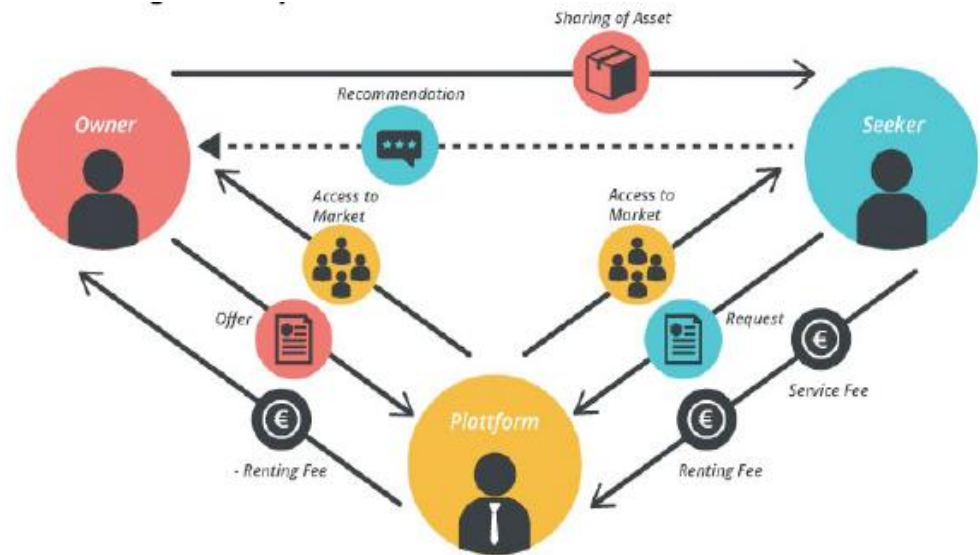 Sharing of Asset
Recommendation
Owner
Seeker
Access to
Market
Access to
Market
Offer
Request
€
Service Fee
Plattform
€
€
- Renting Fee
Renting Fee